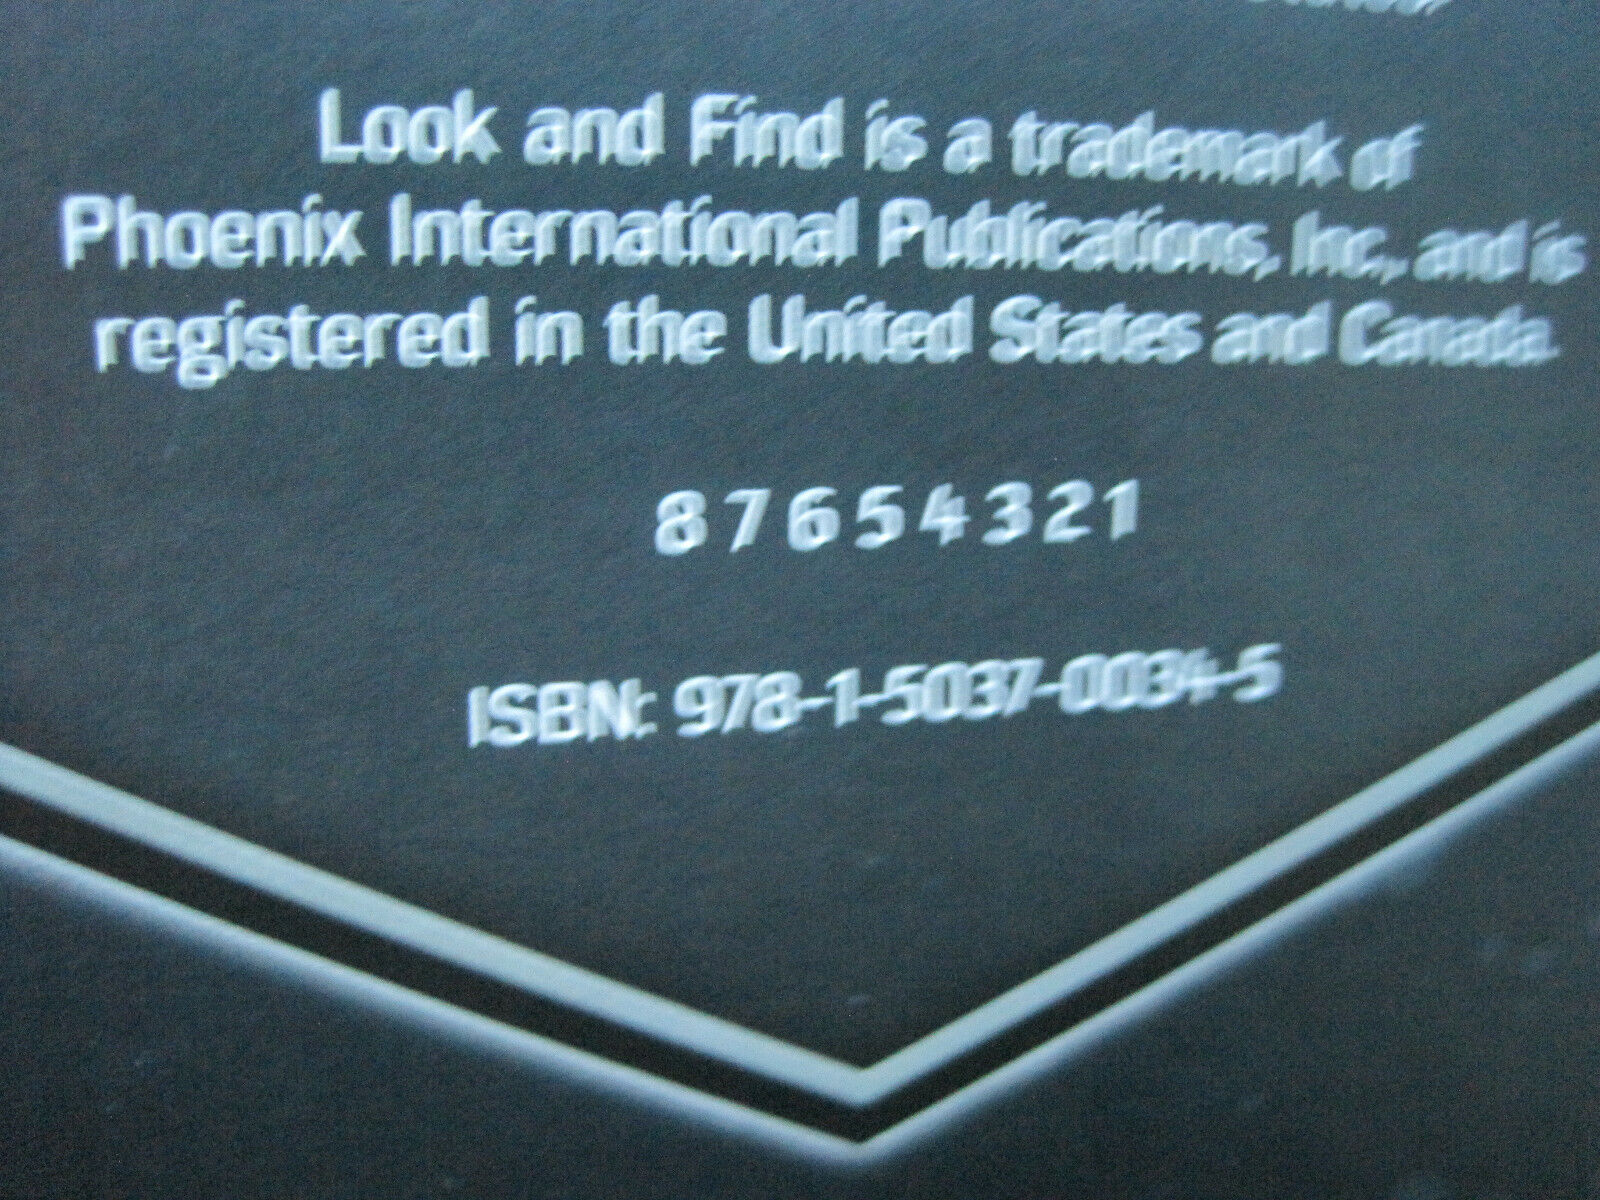 Look and Find is a trademark of
Phoenix International Publications, Inc., and is
registered in the United States and Canada.
8 7 6 5 4 3 2 1
ISBN: 978-1-5037-0034-5